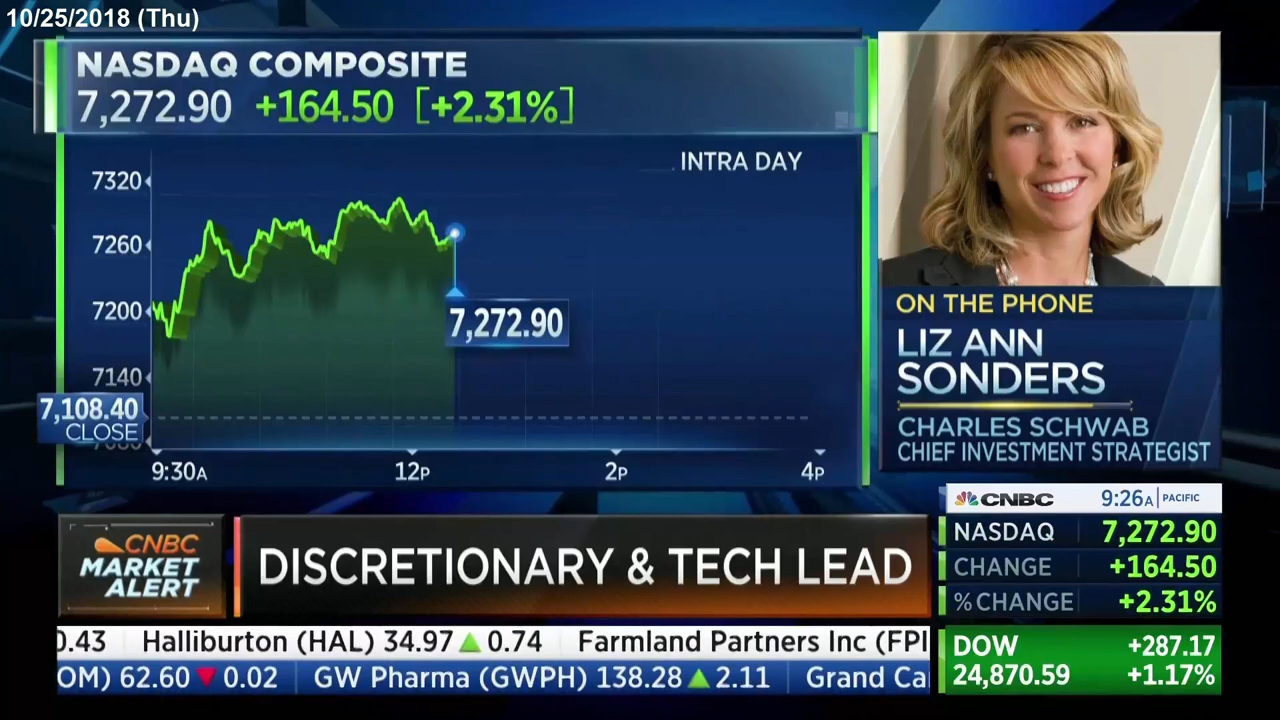 10/25/2018 (Thu)
NASDAQ COMPOSITE
7,272.90 +164.50 [+2.31%]
INTRA DAY
7320
7260
7200
7140
7,108.40
CLOSE
7,272.90
9:30A 12P 2P 4P
ON THE PHONE
LIZ ANN
SONDERS
CHARLES SCHWAB
CHIEF INVESTMENT STRATEGIST
CNBC 9:26A PACIFIC
NASDAQ 7,272.90
CHANGE +164.50
% CHANGE +2.31%
DOW +287.17
24,870.59 +1.17%
CNBC
MARKET
ALERT
DISCRETIONARY & TECH LEAD
0.43 Halliburton (HAL) 34.97 ▲ 0.74 Farmland Partners Inc (FPI
OM) 62.60 ▼ 0.02 GW Pharma (GWPH) 138.28 ▲ 2.11 Grand Ca